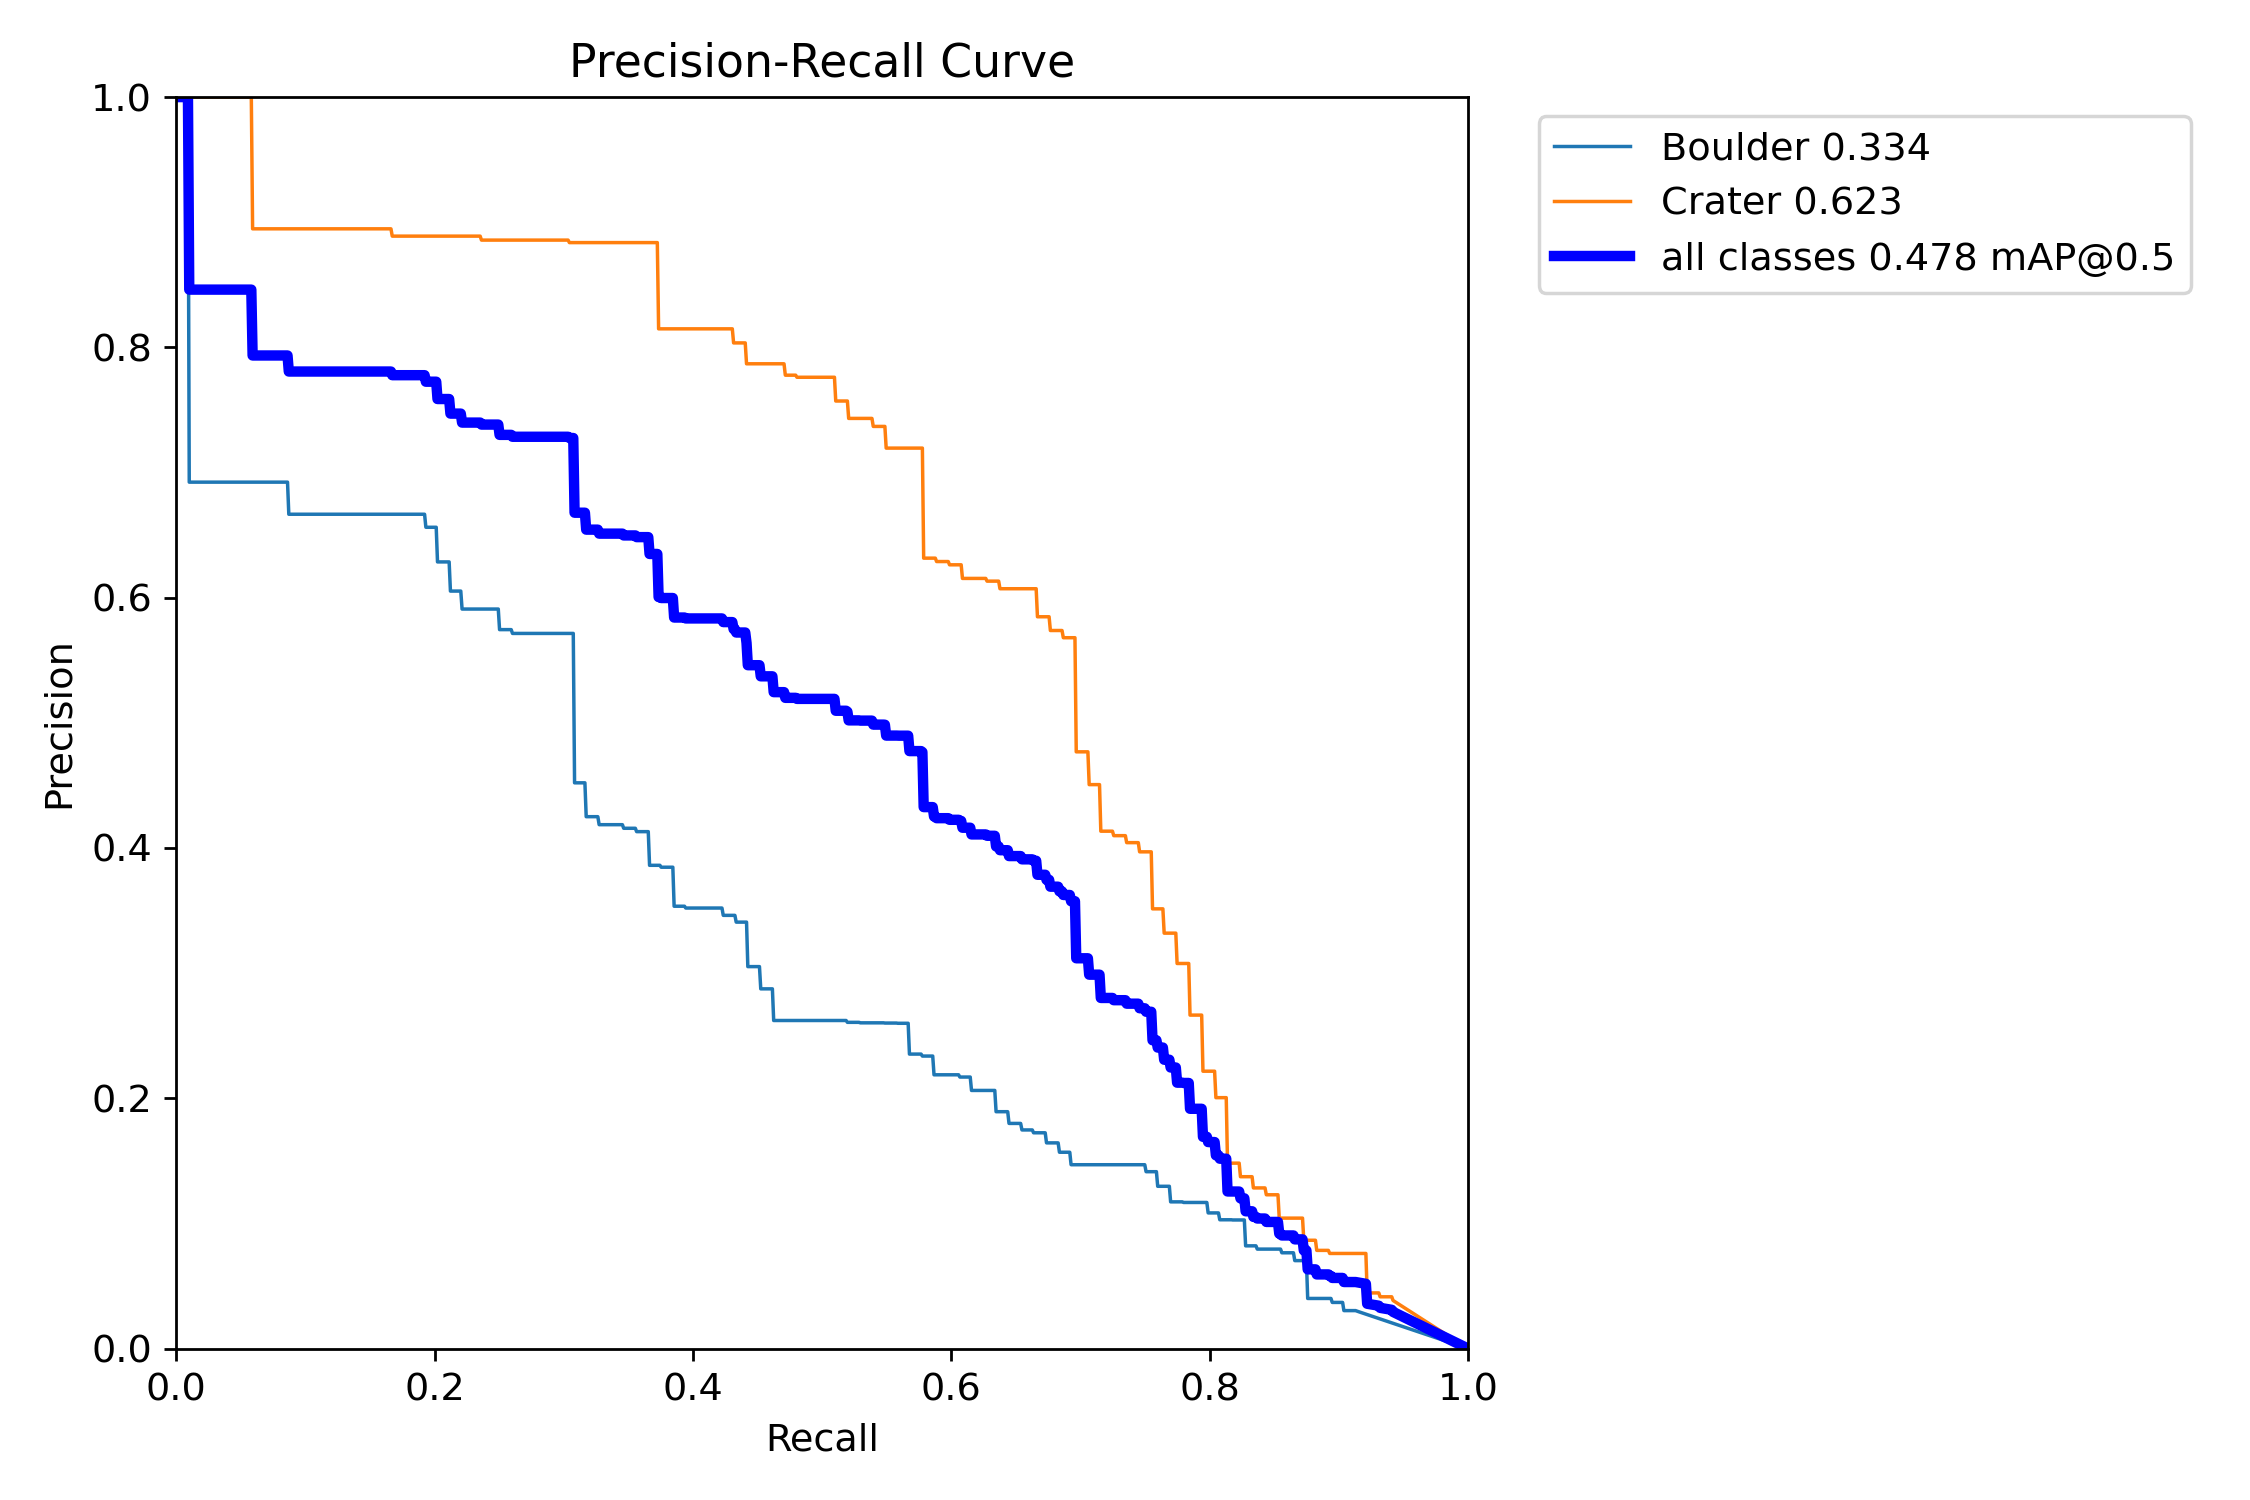 Precision-Recall Curve
Boulder 0.334
Crater 0.623
all classes 0.478 mAP@0.5
Precision
1.0
0.8
0.6
0.4
0.2
0.0
0.0 0.2 0.4 0.6 0.8 1.0
Recall